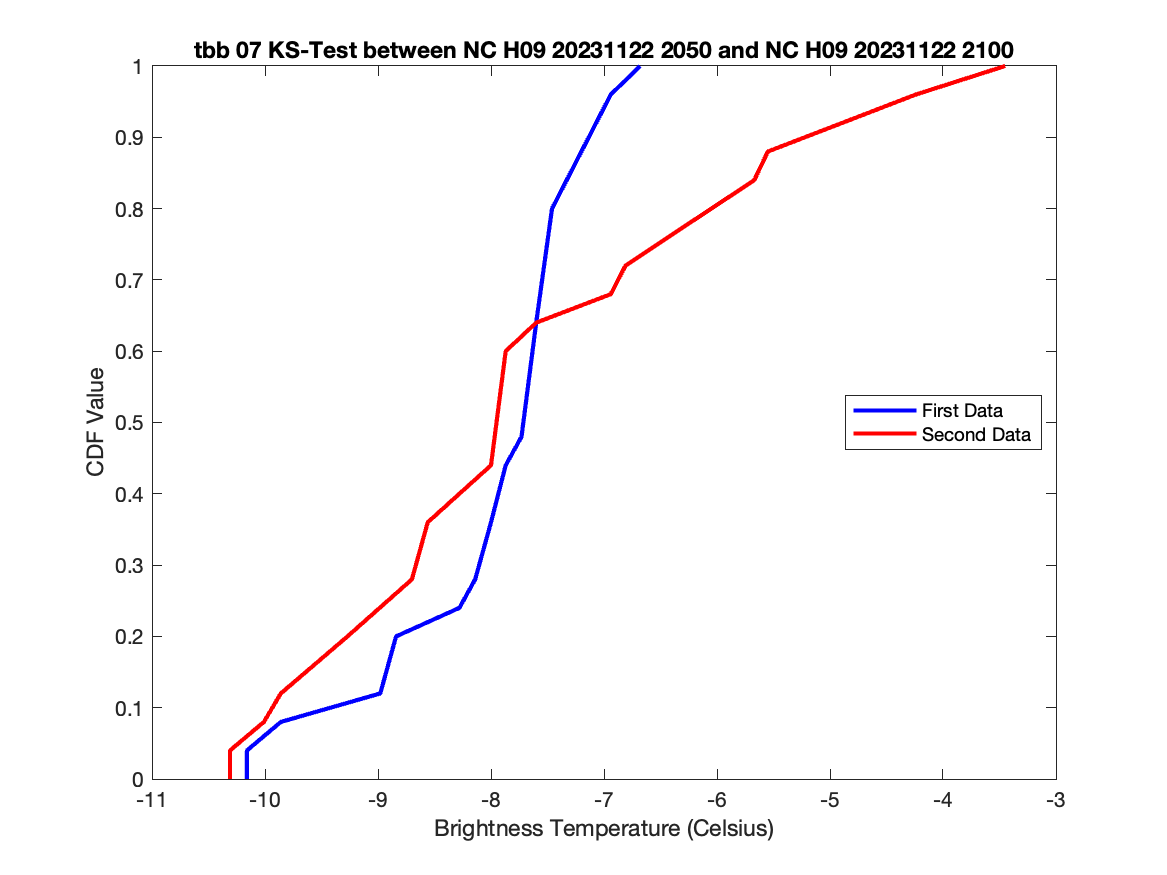 tbb 07 KS-Test between NC H09 20231122 2050 and NC H09 20231122 2100
1
0.9
0.8
0.7
0.6
0.5
0.4
0.3
0.2
0.1
0
CDF Value
First Data
Second Data
-11 -10 -9 -8 -7 -6 -5 -4 -3
Brightness Temperature (Celsius)